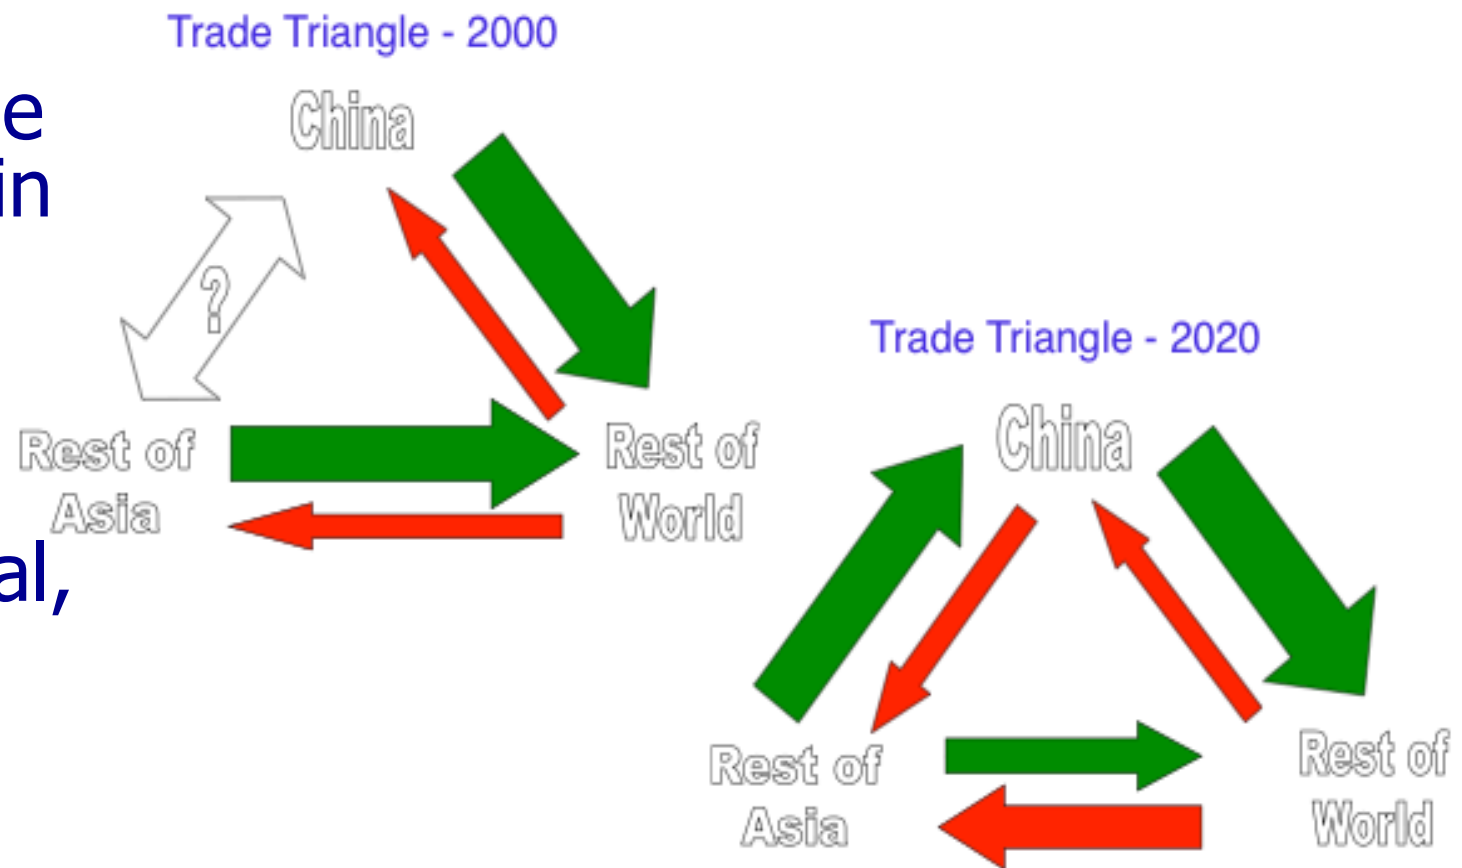 Trade Triangle - 2000
China
e
in
?
Rest of
Asia
Rest of
World
al,
Trade Triangle - 2020
China
Rest of
Asia
Rest of
World